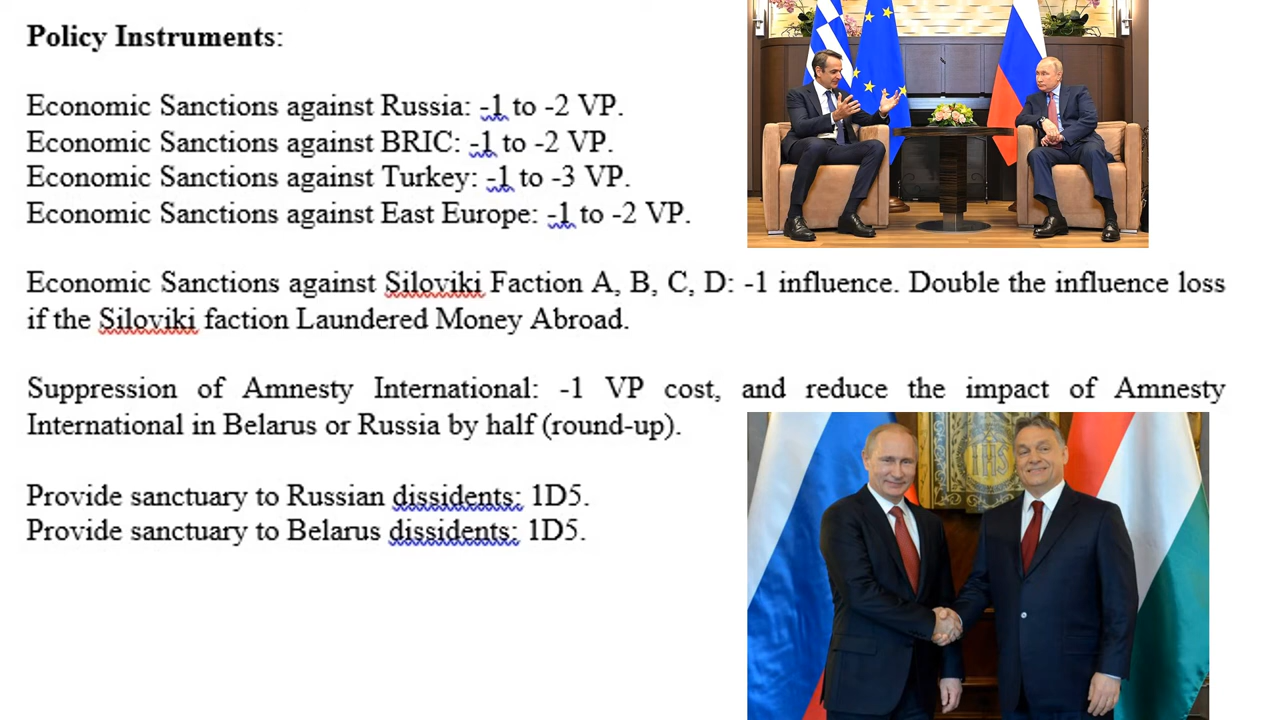 Policy Instruments:
Economic Sanctions against Russia: -1 to -2 VP.
Economic Sanctions against BRIC: -1 to -2 VP.
Economic Sanctions against Turkey: -1 to -3 VP.
Economic Sanctions against East Europe: -1 to -2 VP.
Economic Sanctions against Siloviki Faction A, B, C, D: -1 influence. Double the influence loss
if the Siloviki faction Laundered Money Abroad.
Suppression of Amnesty International: -1 VP cost, and reduce the impact of Amnesty
International in Belarus or Russia by half (round-up).
Provide sanctuary to Russian dissidents: 1D5.
Provide sanctuary to Belarus dissidents: 1D5.
IHS